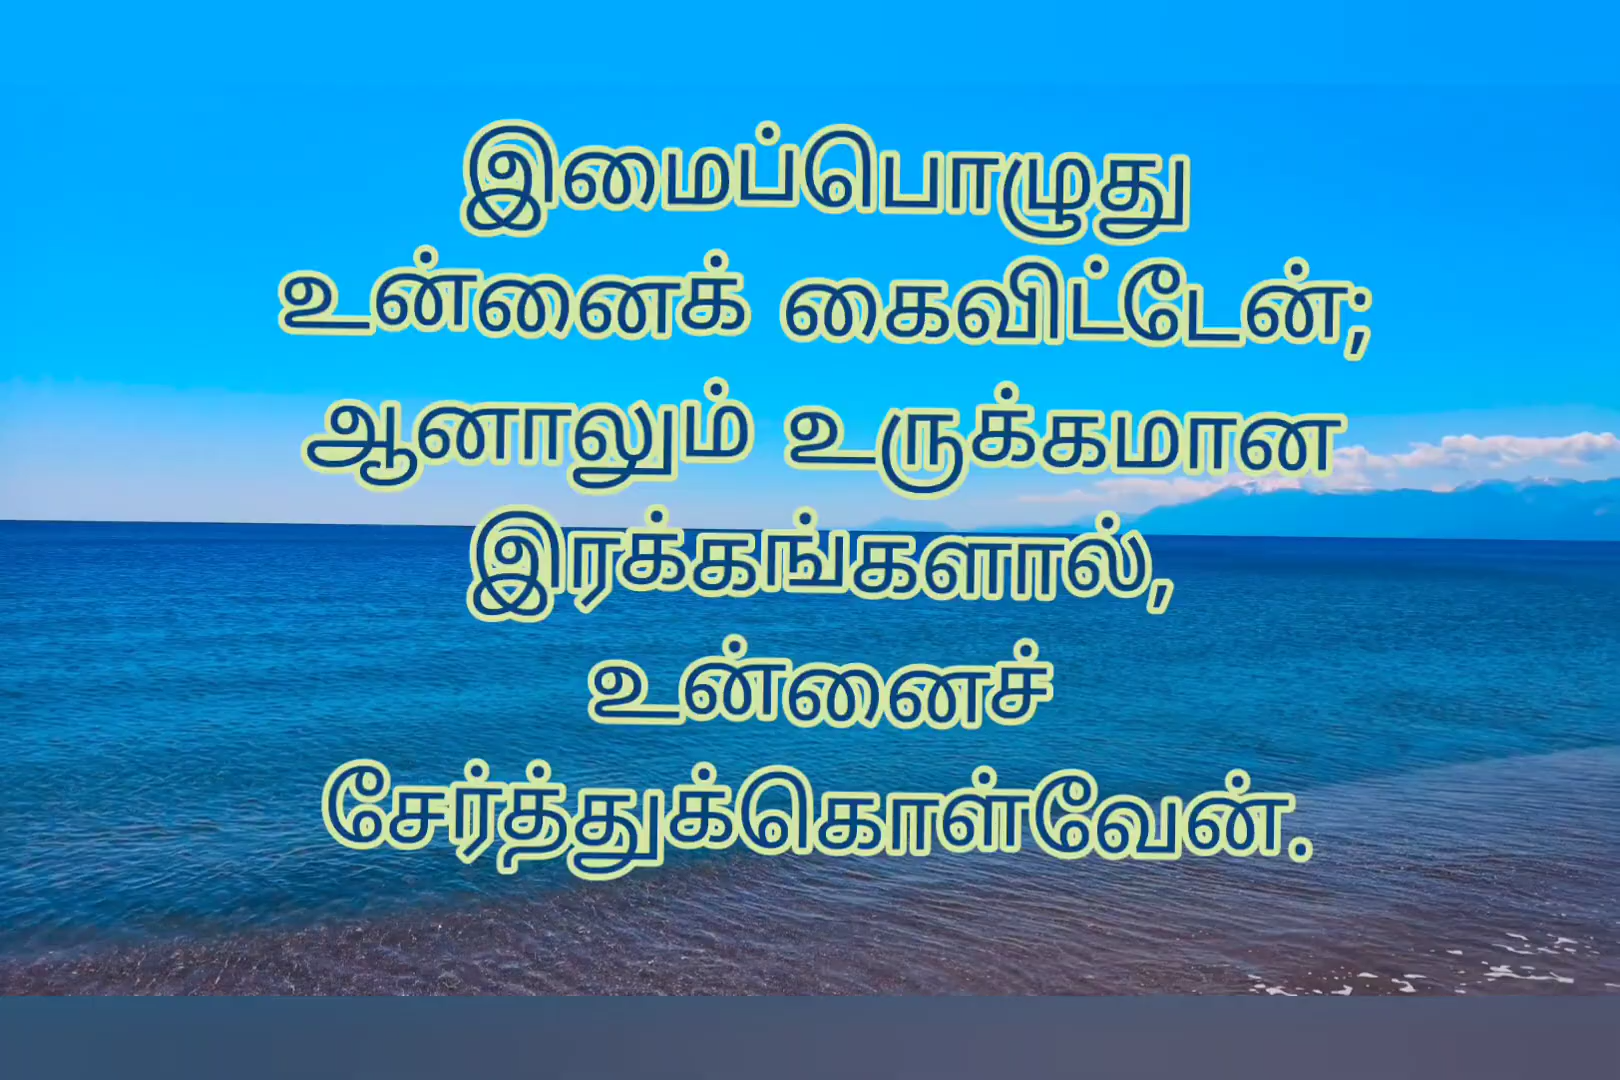 இமைப்பொழுது
உன்னைக் கைவிட்டேன்;
ஆனாலும் உருக்கமான
இரக்கங்களால்,
உன்னைச்
சேர்த்துக்கொள்வேன்.